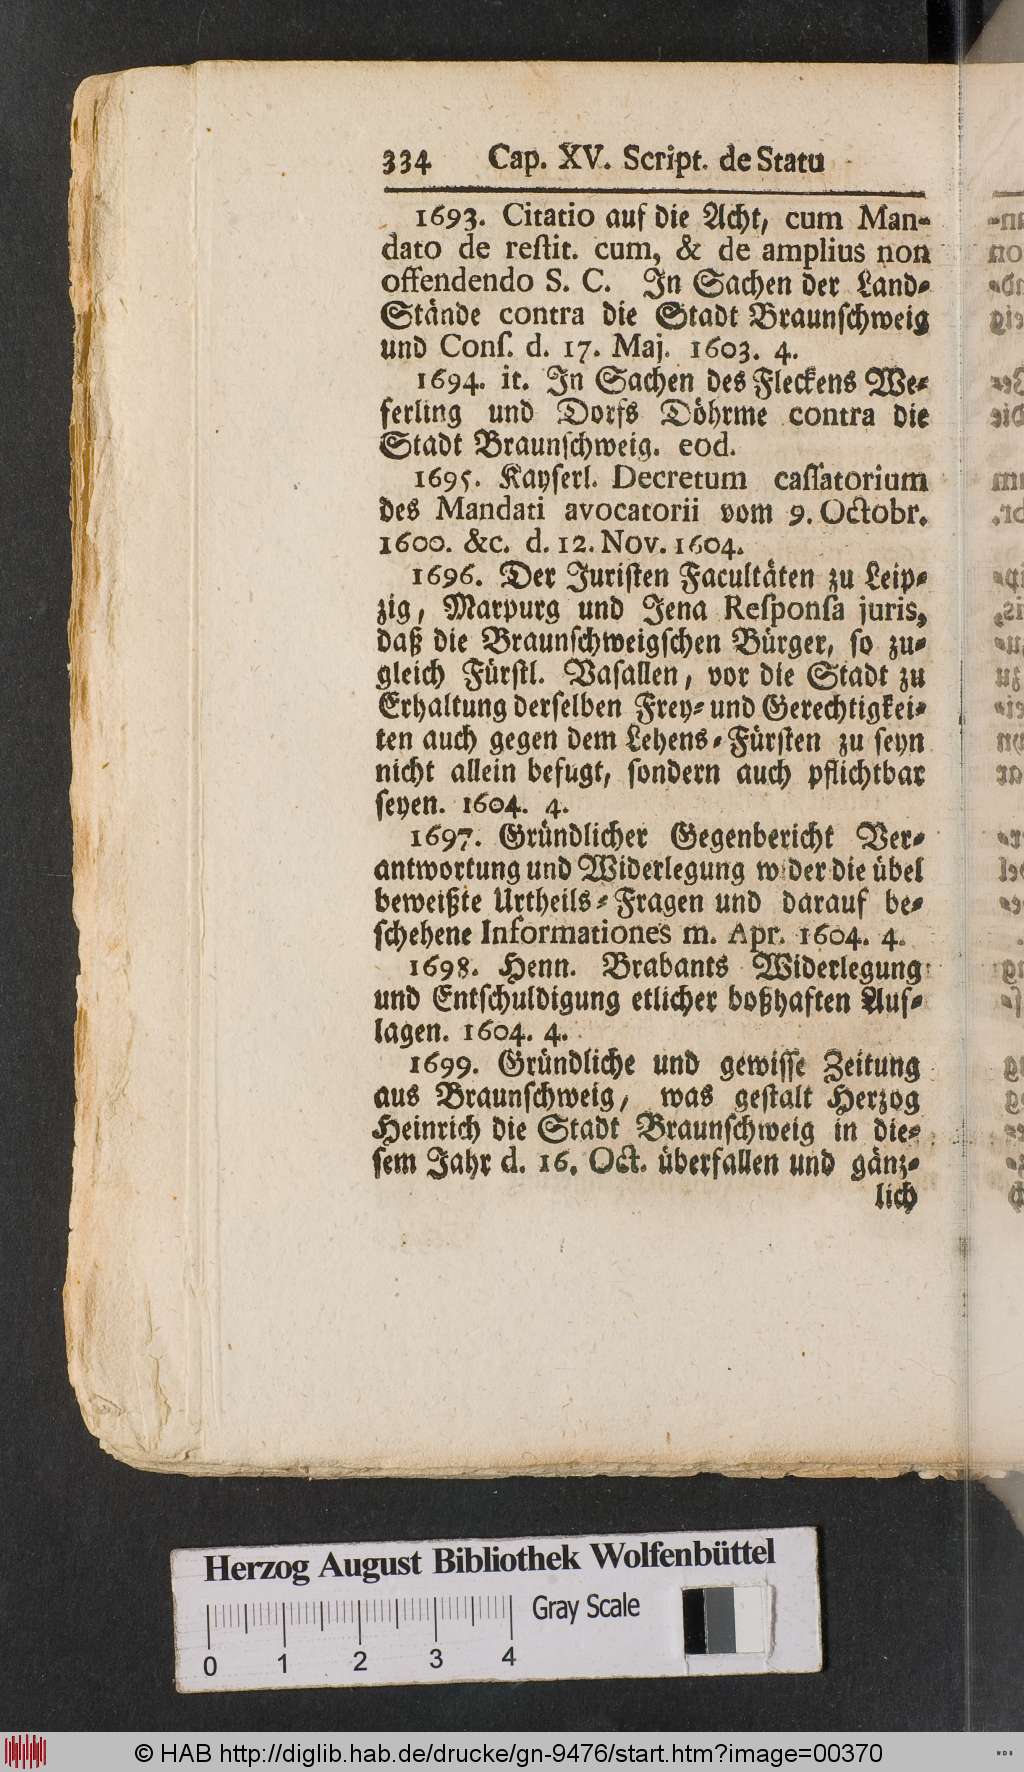 334 Cap. XV. Script. de Statu
1693. Citatio auf die Acht, cum Man-
dato de reſtit. cum, & de amplius non
offendendo S. C. In Sachen der Land-
Stände contra die Stadt Braunſchweig
und Conſ. d. 17. Maj. 1603. 4.
1694. it. In Sachen des Fleckens We-
ferling und Dorfs Döhrme contra die
Stadt Braunſchweig. eod.
1695. Kayſerl. Decretum caſſatorium
des Mandati avocatorii vom 9. Octobr.
1600. &c. d. 12. Nov. 1604.
1696. Der Juriſten Facultäten zu Leip-
zig, Marpurg und Jena Reſponſa juris,
daß die Braunſchweigſchen Bürger, ſo zu-
gleich Fürſtl. Vaſallen, vor die Stadt zu
Erhaltung derſelben Frey- und Gerechtigkei-
ten auch gegen dem Lehens-Fürſten zu ſeyn
nicht allein befugt, ſondern auch pflichtbar
ſeyen. 1604. 4.
1697. Gründlicher Gegenbericht Ver-
antwortung und Widerlegung wider die übel
beweißte Urtheils-Fragen und darauf be-
ſchehene Informationes m. Apr. 1604. 4.
1698. Henn. Brabants Widerlegung
und Entſchuldigung etlicher boßhaften Auf-
lagen. 1604. 4.
1699. Gründliche und gewiſſe Zeitung
aus Braunſchweig, was geſtalt Herzog
Heinrich die Stadt Braunſchweig in die-
ſem Jahr d. 16. Oct. überfallen und gänz-
lich
Herzog August Bibliothek Wolfenbüttel
Gray Scale
0 1 2 3 4
© HAB http://diglib.hab.de/drucke/gn-9476/start.htm?image=00370